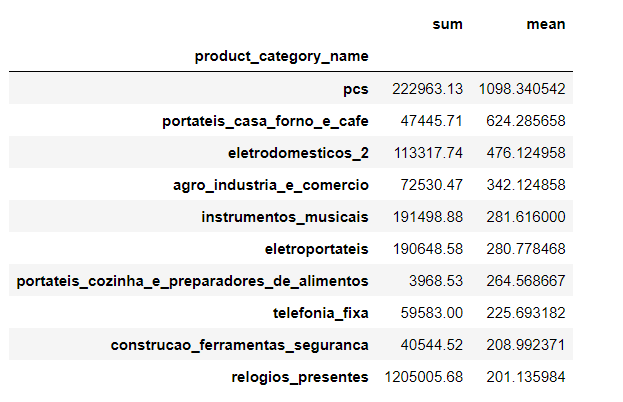 sum mean
product_category_name
pcs 222963.13 1098.340542
portateis_casa_forno_e_cafe 47445.71 624.285658
eletrodomesticos_2 113317.74 476.124958
agro_industria_e_comercio 72530.47 342.124858
instrumentos_musicais 191498.88 281.616000
eletroportateis 190648.58 280.778468
portateis_cozinha_e_preparadores_de_alimentos 3968.53 264.568667
telefonia_fixa 59583.00 225.693182
construcao_ferramentas_seguranca 40544.52 208.992371
relogios_presentes 1205005.68 201.135984